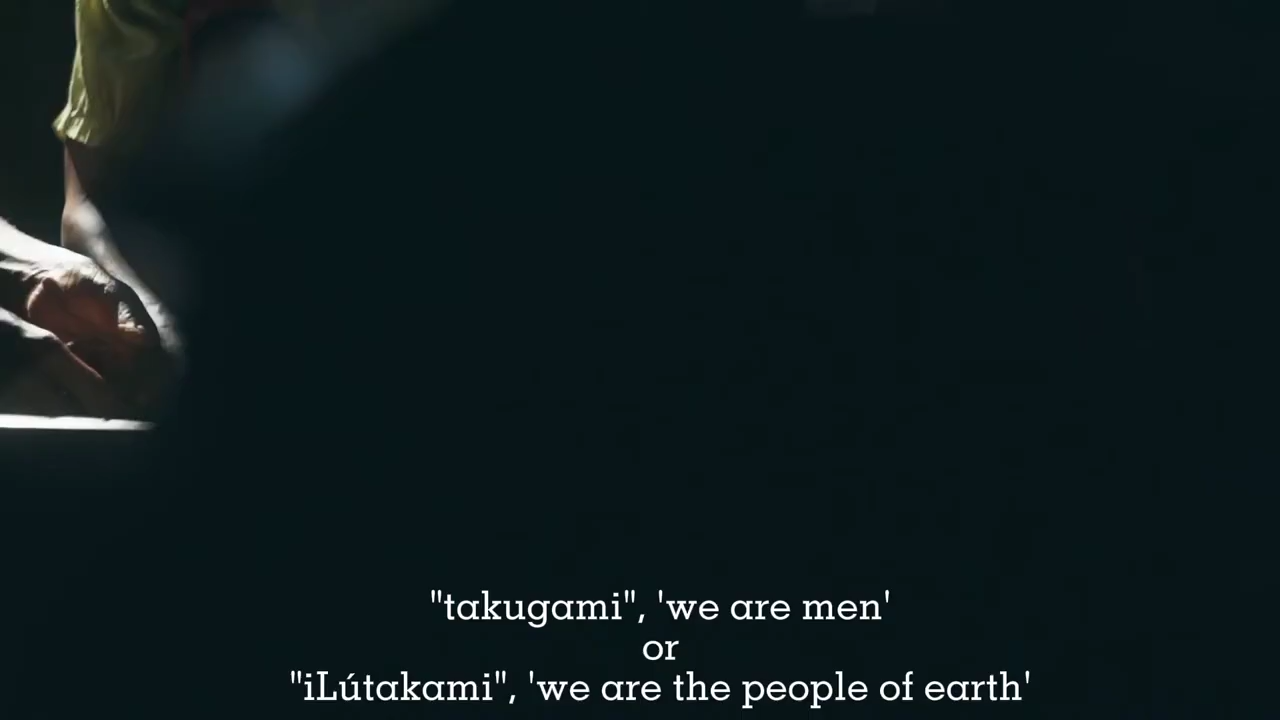 "takugami", 'we are men'
or
"iLútakami", 'we are the people of earth'